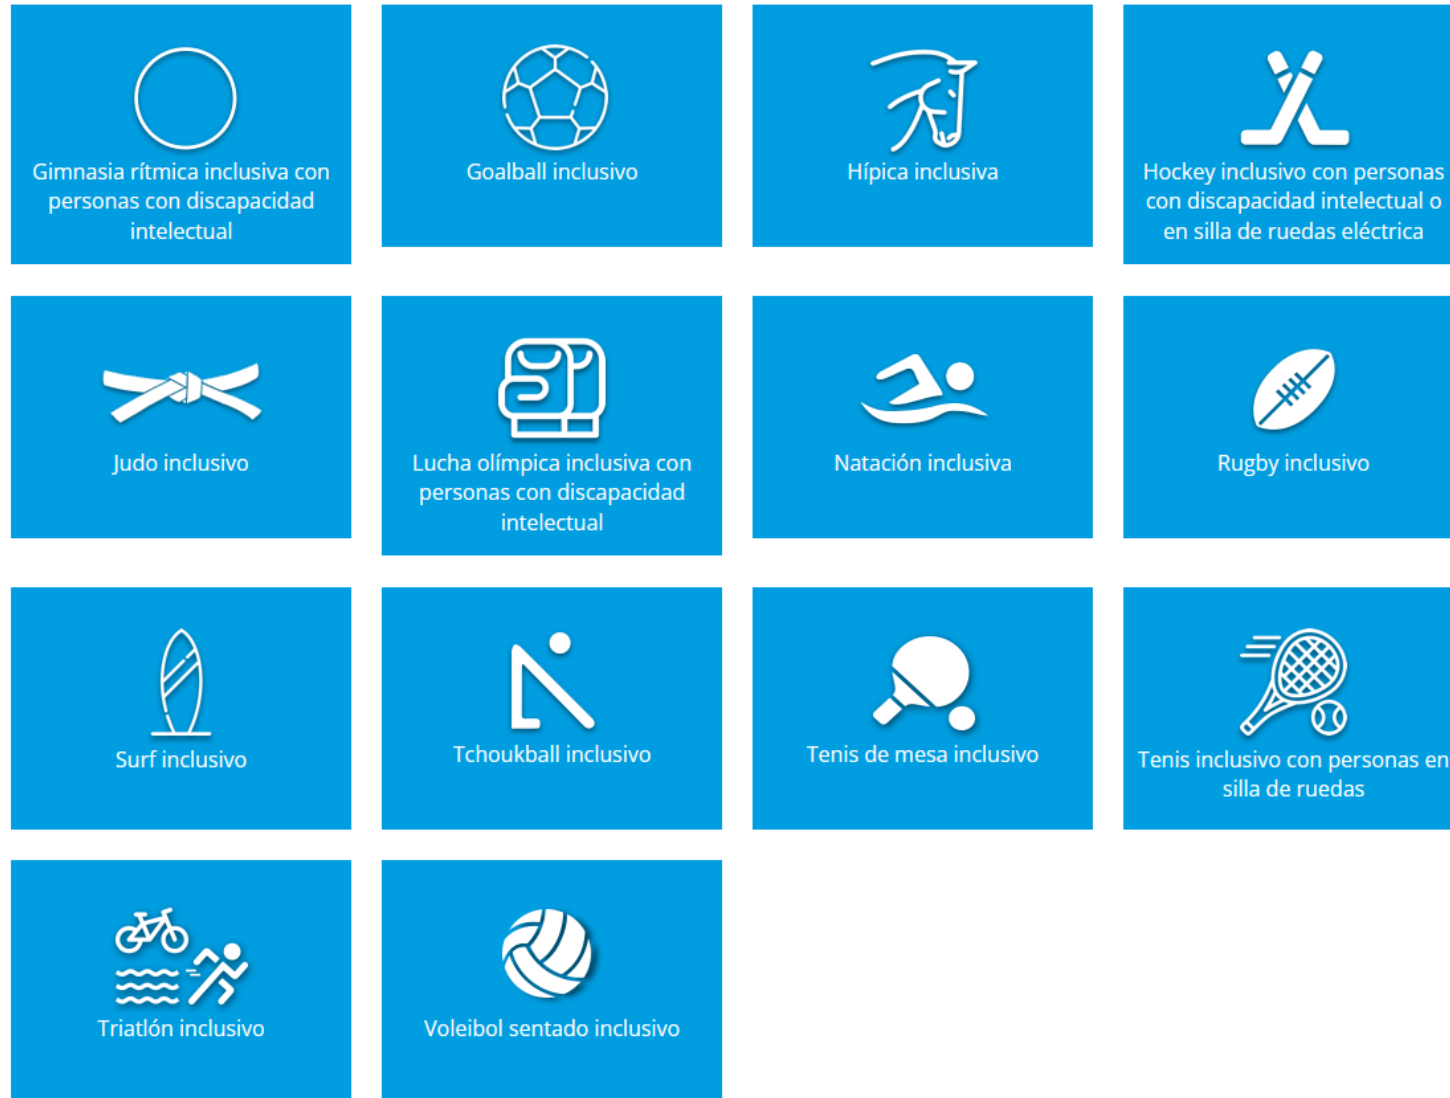 Gimnasia rítmica inclusiva con
personas con discapacidad
intelectual
Goalball inclusivo
Hípica inclusiva
Hockey inclusivo con personas
con discapacidad intelectual o
en silla de ruedas eléctrica
Judo inclusivo
Lucha olímpica inclusiva con
personas con discapacidad
intelectual
Natación inclusiva
Rugby inclusivo
Surf inclusivo
Tchoukball inclusivo
Tenis de mesa inclusivo
Tenis inclusivo con personas en
silla de ruedas
Triatlón inclusivo
Voleibol sentado inclusivo